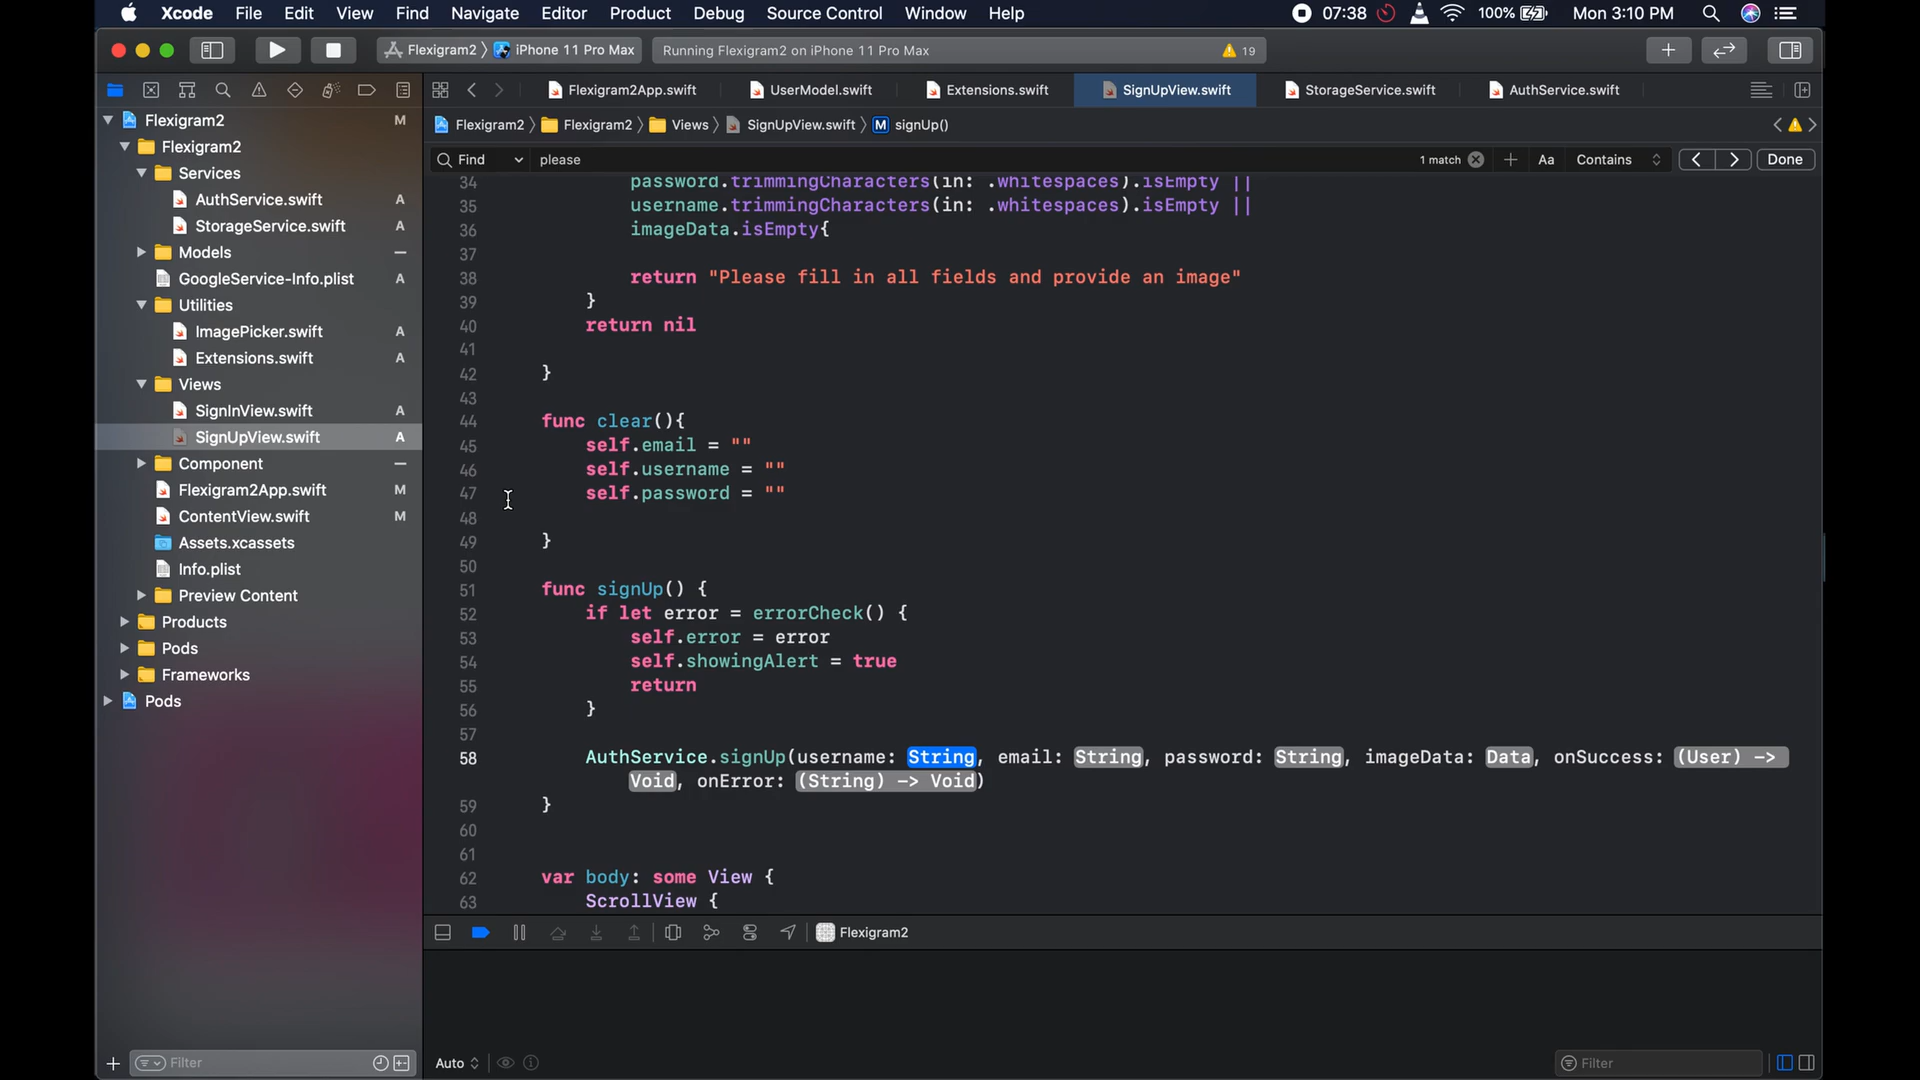 Xcode File Edit View Find Navigate Editor Product Debug Source Control Window Help 07:38 100% Mon 3:10 PM
Flexigram2 〉 iPhone 11 Pro Max Running Flexigram2 on iPhone 11 Pro Max 19
Flexigram2App.swift UserModel.swift Extensions.swift SignUpView.swift StorageService.swift AuthService.swift
Flexigram2 M
Flexigram2 〉 Flexigram2 〉 Views 〉 SignUpView.swift 〉 M signUp()
Flexigram2
Find please 1 match Aa Contains Done
Services
AuthService.swift A
StorageService.swift A
Models
GoogleService-Info.plist A
Utilities
ImagePicker.swift A
Extensions.swift A
Views
SignInView.swift A
SignUpView.swift A
Component
Flexigram2App.swift M
ContentView.swift M
Assets.xcassets
Info.plist
Preview Content
Products
Pods
Frameworks
Pods
Filter
34 password.trimmingCharacters(in: .whitespaces).isEmpty ||
35 username.trimmingCharacters(in: .whitespaces).isEmpty ||
36 imageData.isEmpty{
37
38 return "Please fill in all fields and provide an image"
39 }
40 return nil
41
42 }
43
44 func clear(){
45 self.email = ""
46 self.username = ""
47 self.password = ""
48
49 }
50
51 func signUp() {
52 if let error = errorCheck() {
53 self.error = error
54 self.showingAlert = true
55 return
56 }
57
58 AuthService.signUp(username: String, email: String, password: String, imageData: Data, onSuccess: (User) ->
Void, onError: (String) -> Void)
59 }
60
61
62 var body: some View {
63 ScrollView {
Flexigram2
Auto Filter